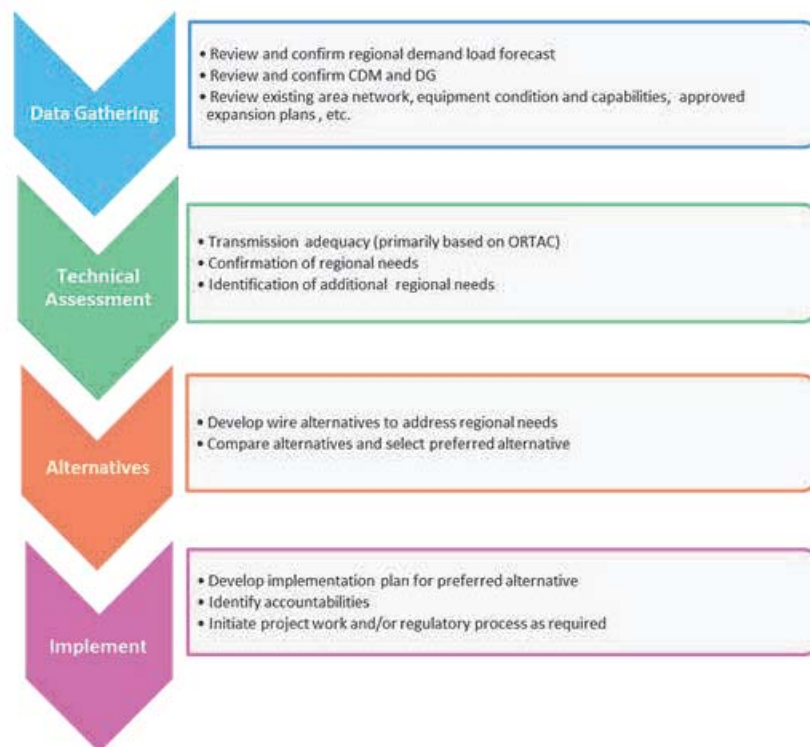 Data Gathering
• Review and confirm regional demand load forecast
• Review and confirm CDM and DG
• Review existing area network, equipment condition and capabilities, approved
expansion plans , etc.
Technical
Assessment
• Transmission adequacy (primarily based on ORTAC)
• Confirmation of regional needs
• Identification of additional regional needs
Alternatives
• Develop wire alternatives to address regional needs
• Compare alternatives and select preferred alternative
Implement
• Develop implementation plan for preferred alternative
• Identify accountabilities
• Initiate project work and/or regulatory process as required